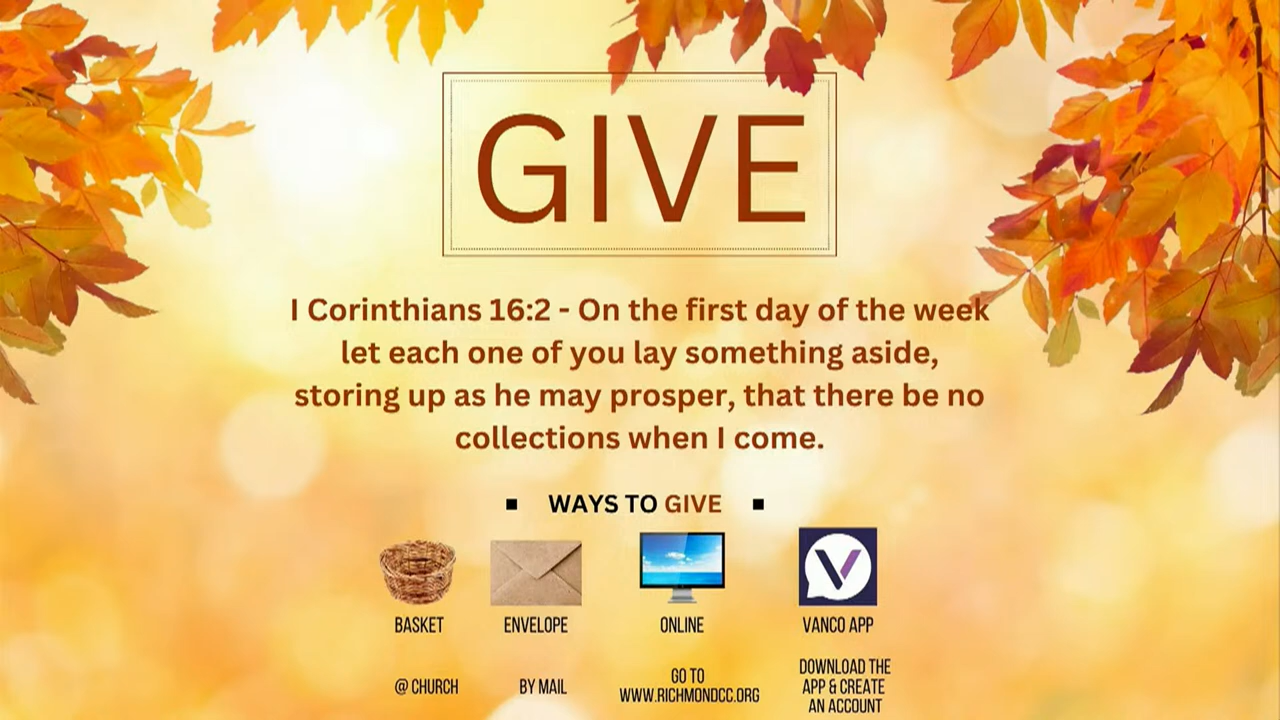 GIVE
I Corinthians 16:2 - On the first day of the week
let each one of you lay something aside,
storing up as he may prosper, that there be no
collections when I come.
WAYS TO GIVE
BASKET
ENVELOPE
ONLINE
VANCO APP
@ CHURCH
BY MAIL
GO TO
WWW.RICHMONDCC.ORG
DOWNLOAD THE
APP & CREATE
AN ACCOUNT